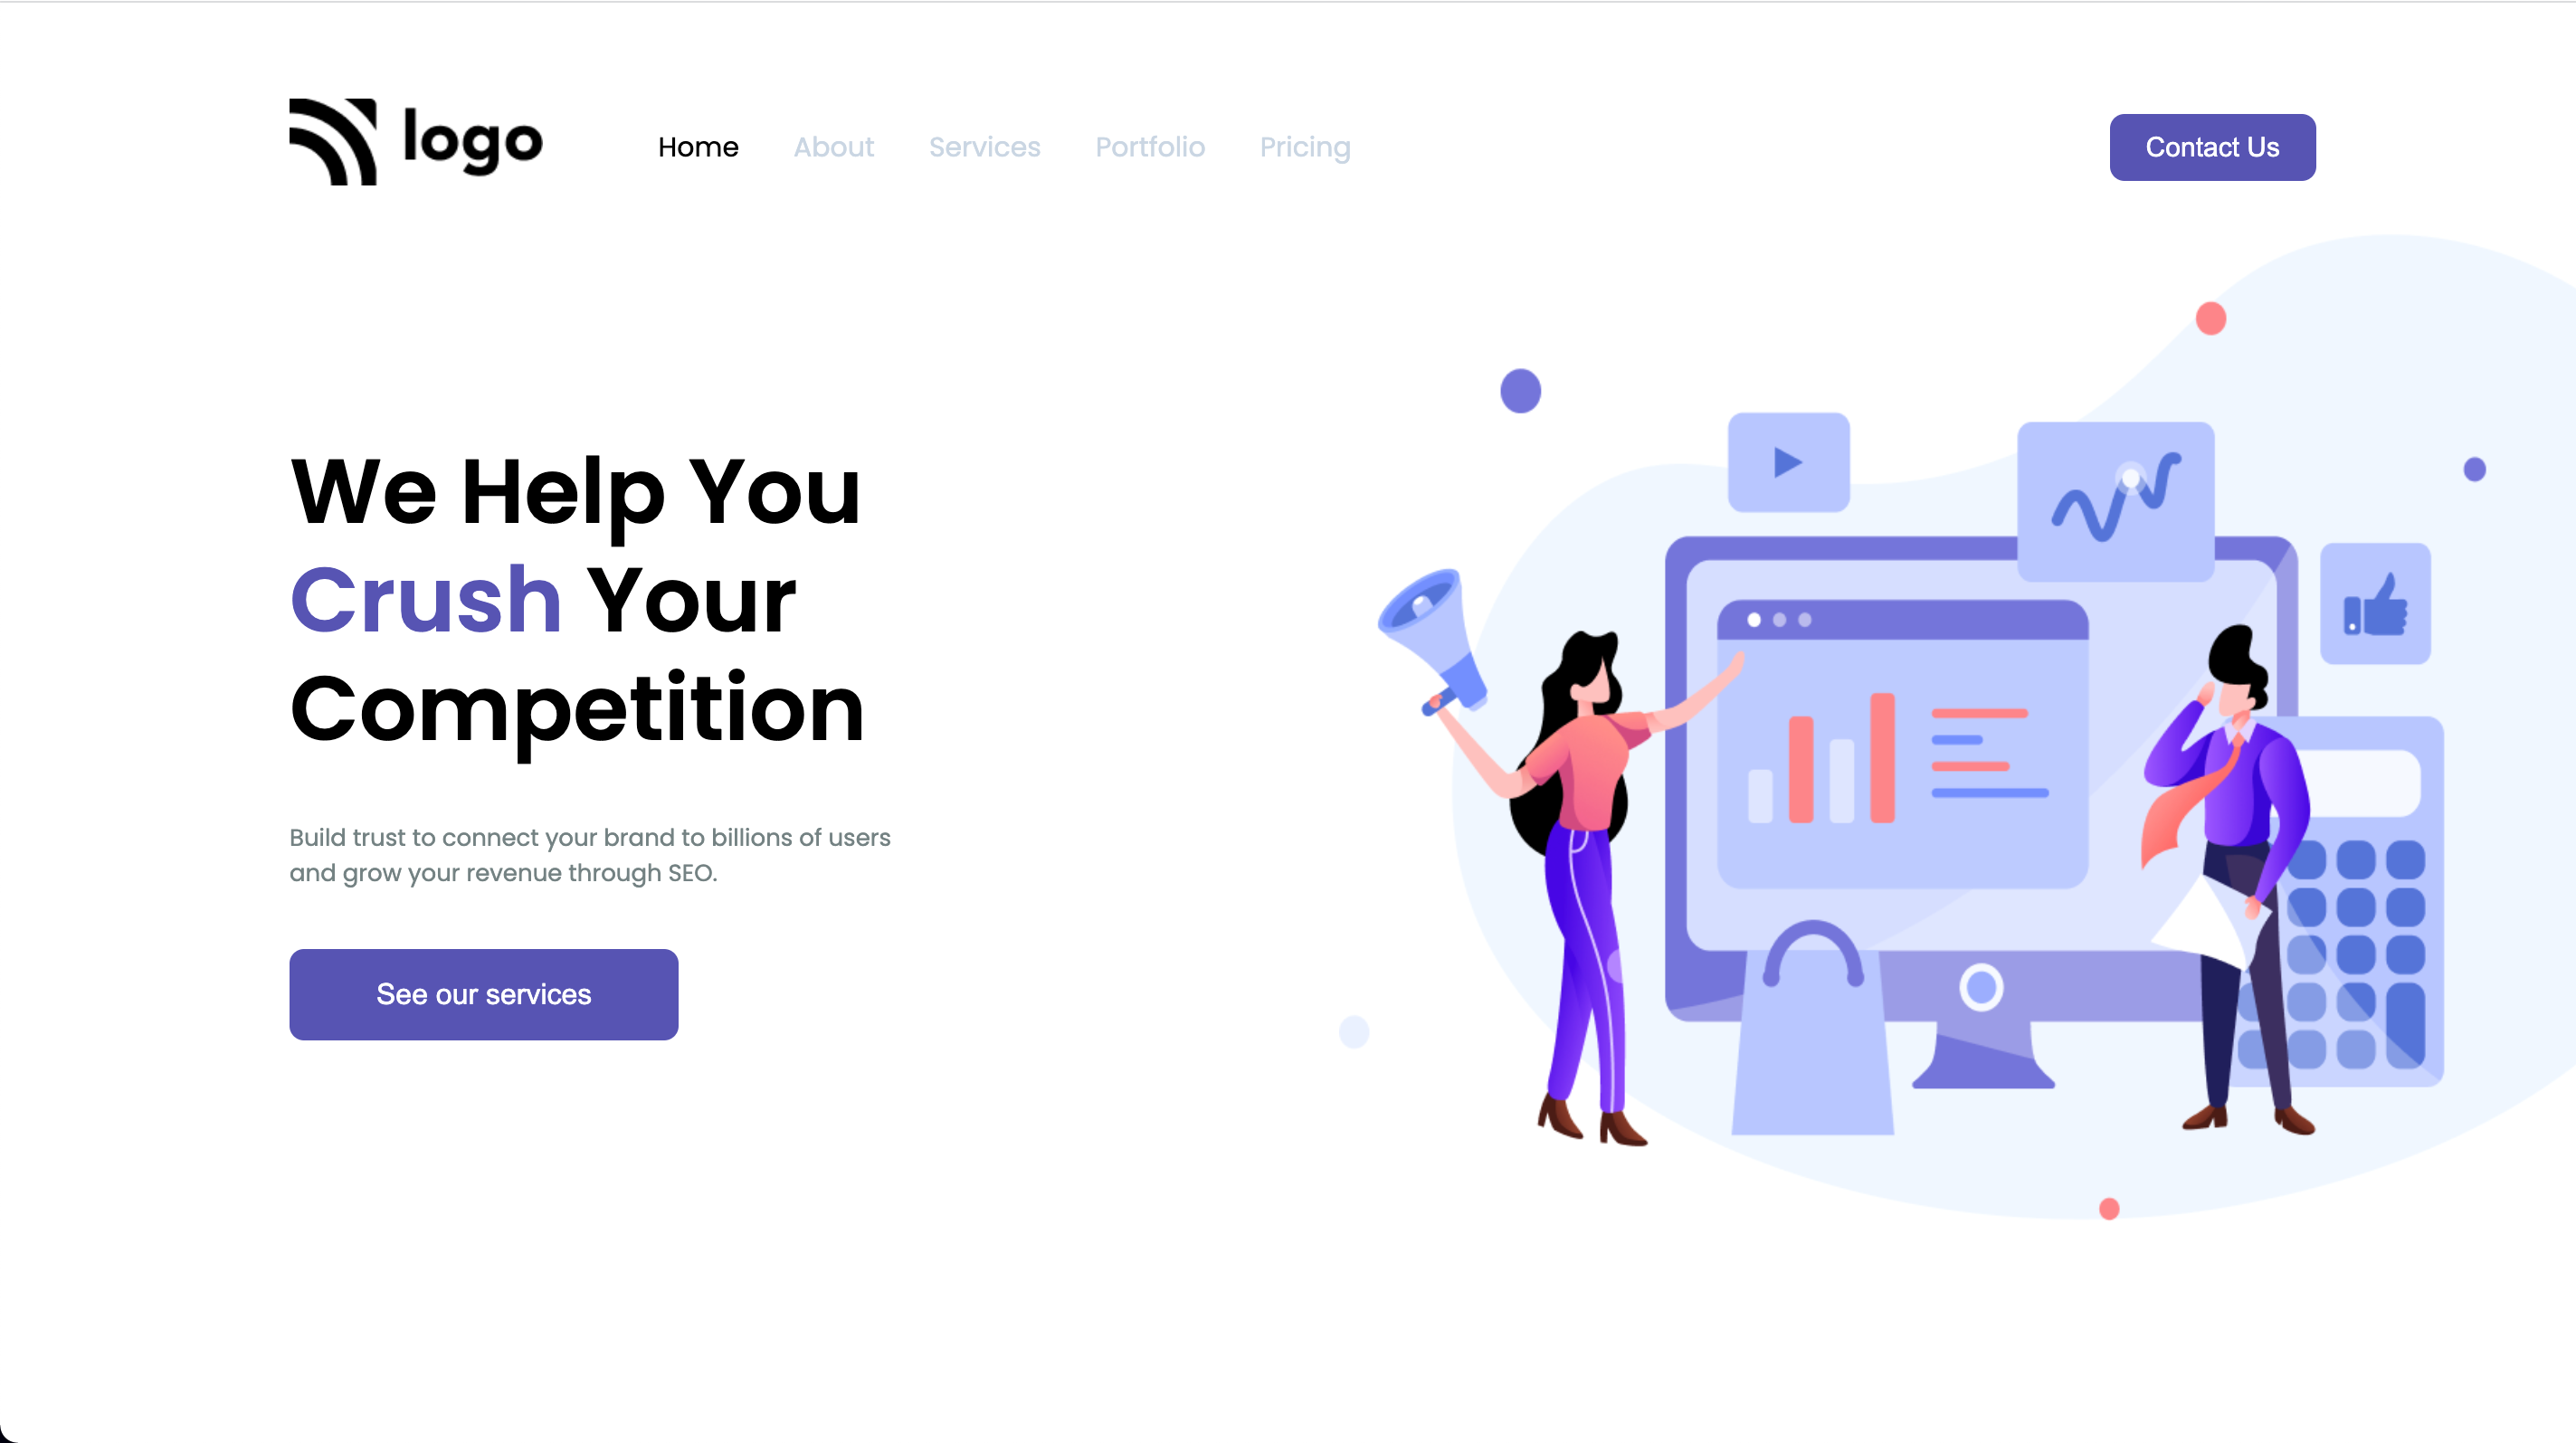 logo
Home
About
Services
Portfolio
Pricing
Contact Us
We Help You
Crush Your
Competition
Build trust to connect your brand to billions of users
and grow your revenue through SEO.
See our services